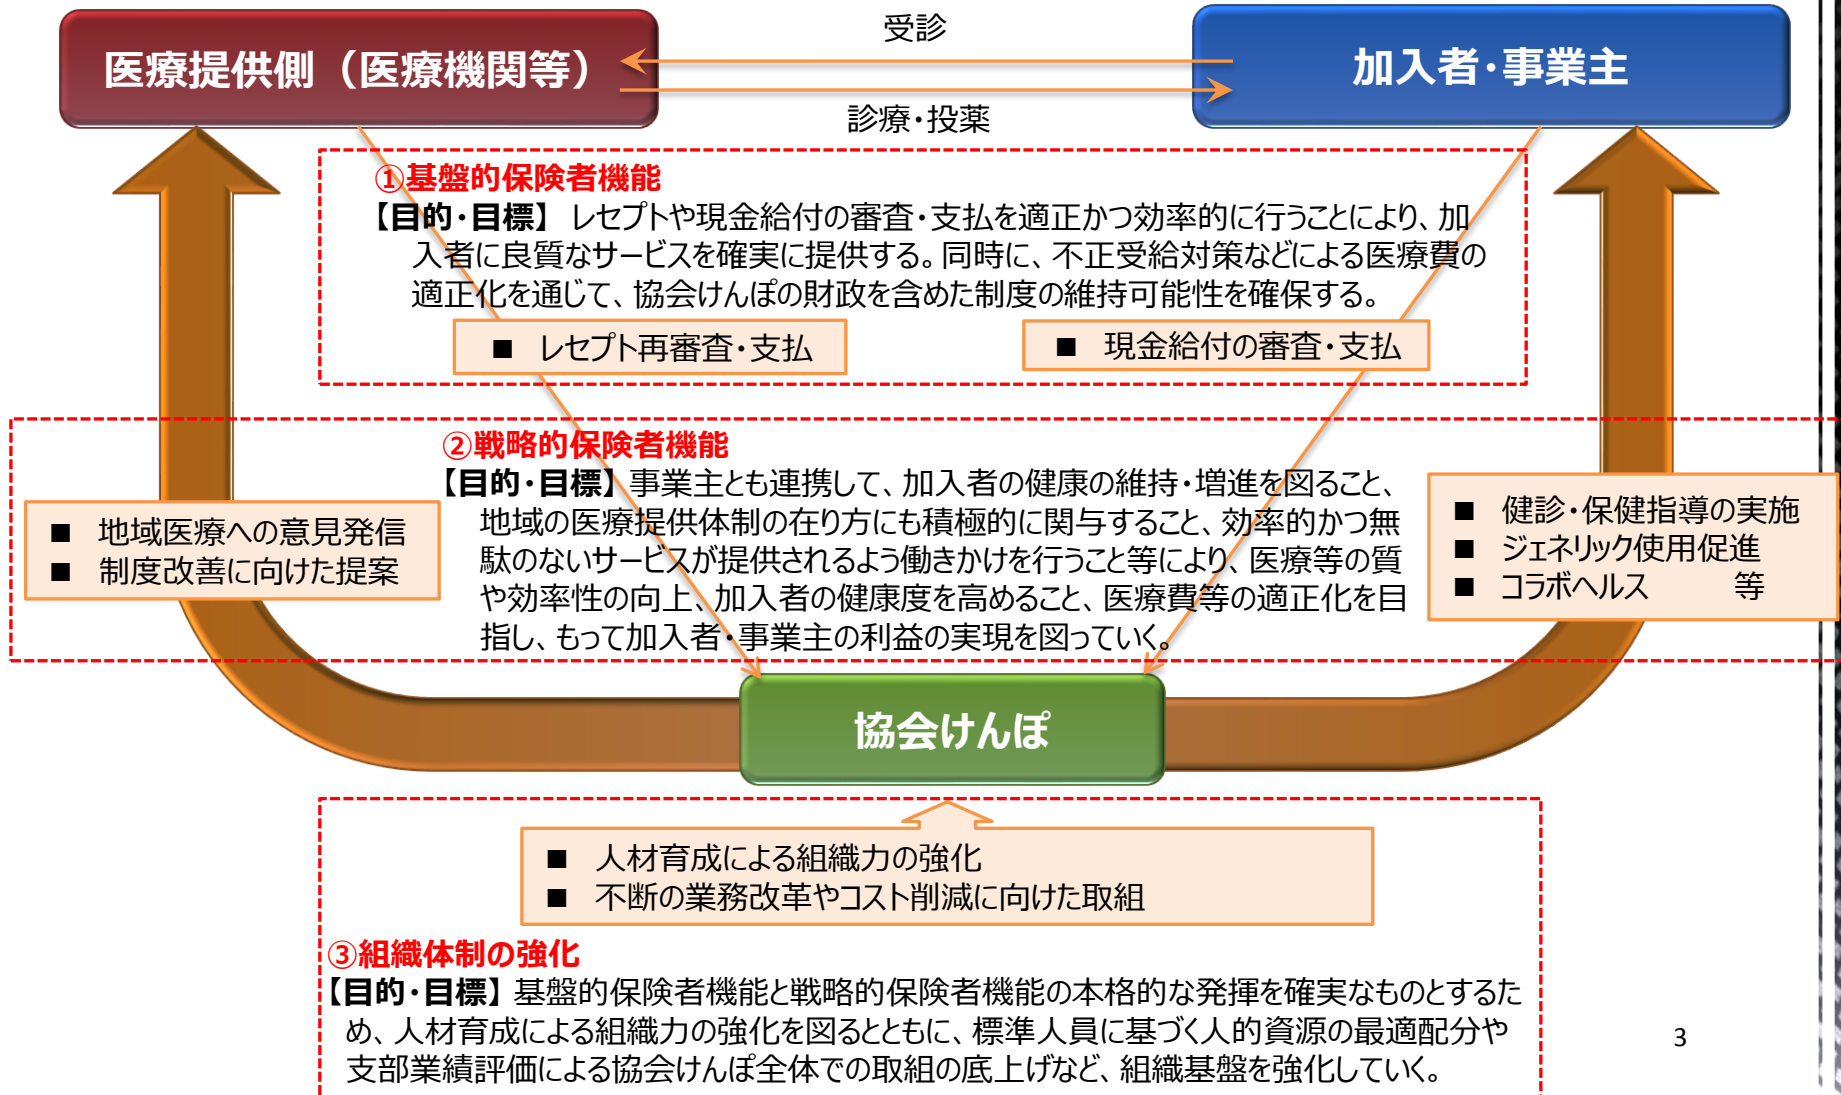 受診
医療提供側（医療機関等）
加入者・事業主
診療・投薬
①基盤的保険者機能
【目的・目標】 レセプトや現金給付の審査・支払を適正かつ効率的に行うことにより、加
入者に良質なサービスを確実に提供する。同時に、不正受給対策などによる医療費の
適正化を通じて、協会けんぽの財政を含めた制度の維持可能性を確保する。
■ レセプト再審査・支払
■ 現金給付の審査・支払
②戦略的保険者機能
【目的・目標】 事業主とも連携して、加入者の健康の維持・増進を図ること、
地域の医療提供体制の在り方にも積極的に関与すること、効率的かつ無
駄のないサービスが提供されるよう働きかけを行うこと等により、医療等の質
や効率性の向上、加入者の健康度を高めること、医療費等の適正化を目
指し、もって加入者・事業主の利益の実現を図っていく。
■ 地域医療への意見発信
■ 制度改善に向けた提案
■ 健診・保健指導の実施
■ ジェネリック使用促進
■ コラボヘルス 等
協会けんぽ
■ 人材育成による組織力の強化
■ 不断の業務改革やコスト削減に向けた取組
③組織体制の強化
【目的・目標】 基盤的保険者機能と戦略的保険者機能の本格的な発揮を確実なものとするた
め、人材育成による組織力の強化を図るとともに、標準人員に基づく人的資源の最適配分や
支部業績評価による協会けんぽ全体での取組の底上げなど、組織基盤を強化していく。
3